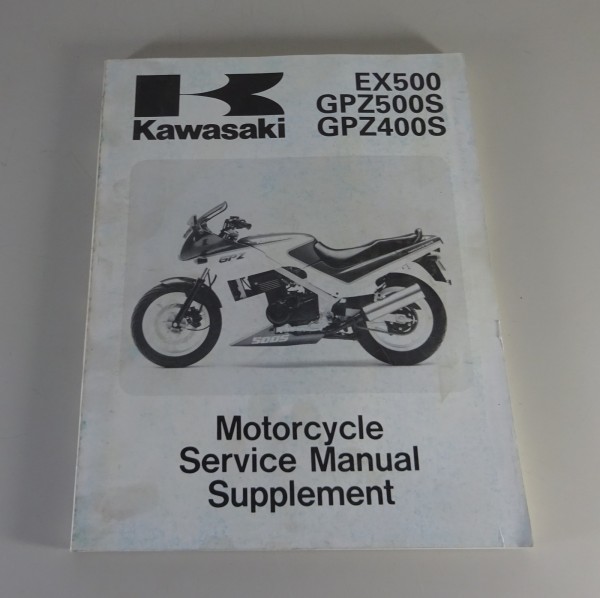 EX500
GPZ500S
GPZ400S
Kawasaki
GPZ
500S
Motorcycle
Service Manual
Supplement